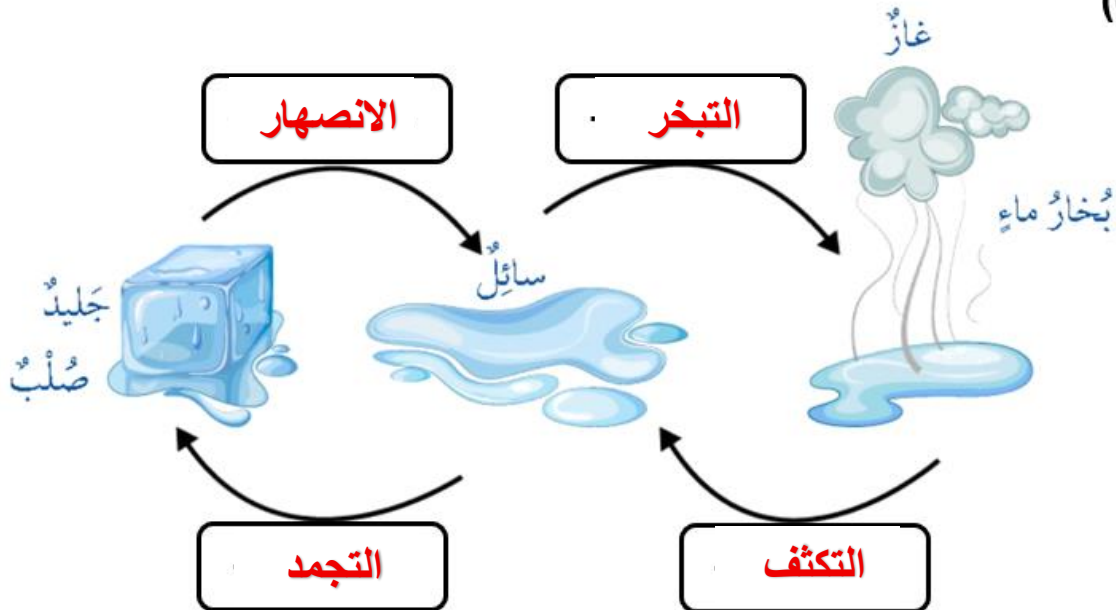 غازٌ
التبخر
الانصهار
بُخارُ ماءٍ
سائِلٌ
جَليدٌ
صُلْبٌ
التكثف
التجمد